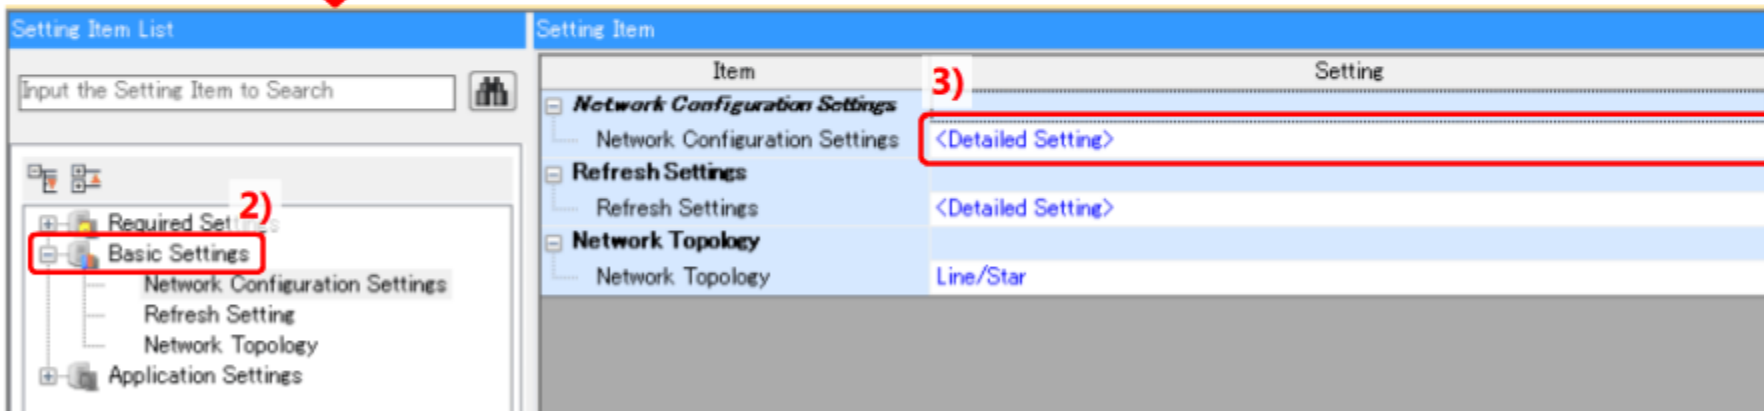 Setting Item List
Input the Setting Item to Search
2)
Required Set
Basic Settings
Network Configuration Settings
Refresh Setting
Network Topology
Application Settings
Setting Item
Item Setting
3)
Network Configuration Settings
Network Configuration Settings <Detailed Setting>
Refresh Settings
Refresh Settings <Detailed Setting>
Network Topology
Network Topology Line/Star